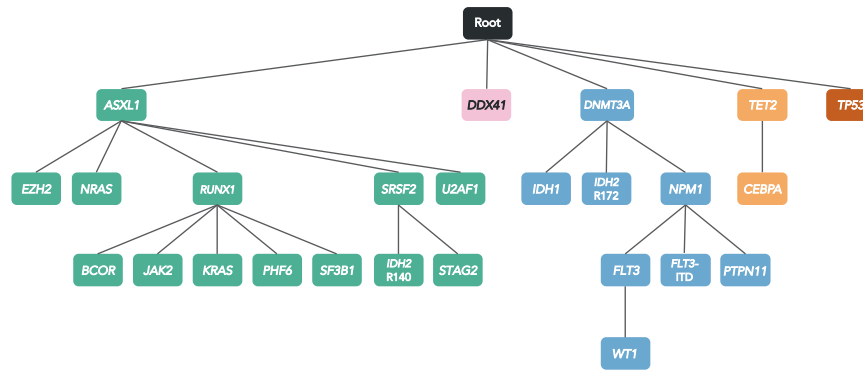 Root
ASXL1
DDX41
DNMT3A
TET2
TP53
EZH2
NRAS
RUNX1
SRSF2
U2AF1
IDH1
IDH2
R172
NPM1
CEBPA
BCOR
JAK2
KRAS
PHF6
SF3B1
IDH2
R140
STAG2
FLT3
FLT3-
ITD
PTPN11
WT1